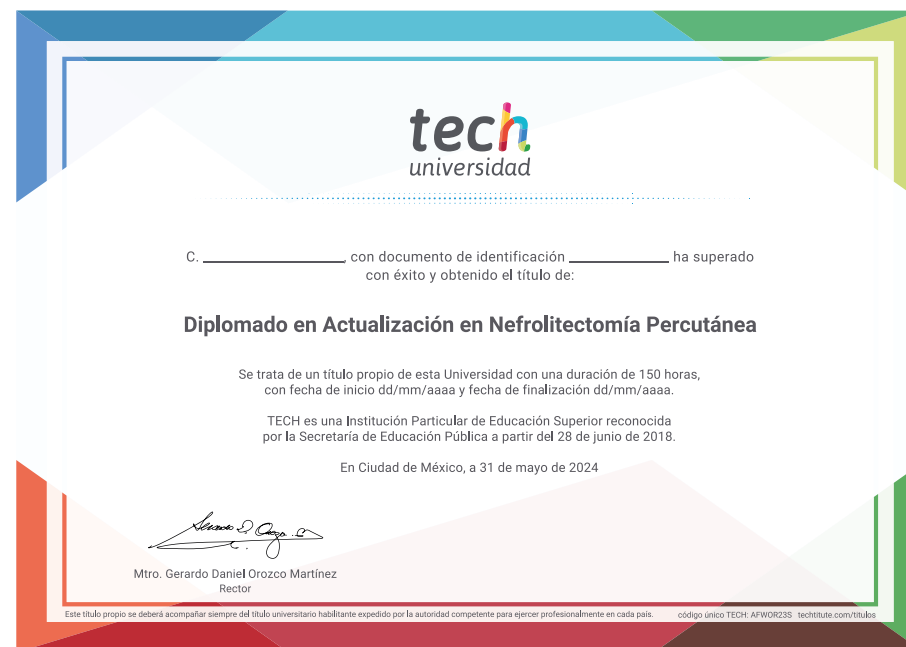 tech
universidad
C. ____________, con documento de identificación ____________ ha superado
con éxito y obtenido el título de:
Diplomado en Actualización en Nefrolitectomía Percutánea
Se trata de un título propio de esta Universidad con una duración de 150 horas,
con fecha de inicio dd/mm/aaaa y fecha de finalización dd/mm/aaaa.
TECH es una Institución Particular de Educación Superior reconocida
por la Secretaría de Educación Pública a partir del 28 de junio de 2018.
En Ciudad de México, a 31 de mayo de 2024
Mtro. Gerardo Daniel Orozco Martínez
Rector
Este título propio se deberá acompañar siempre del título universitario habilitante expedido por la autoridad competente para ejercer profesionalmente en cada país. código único TECH: AFWOR23S techtitute.com/titulos